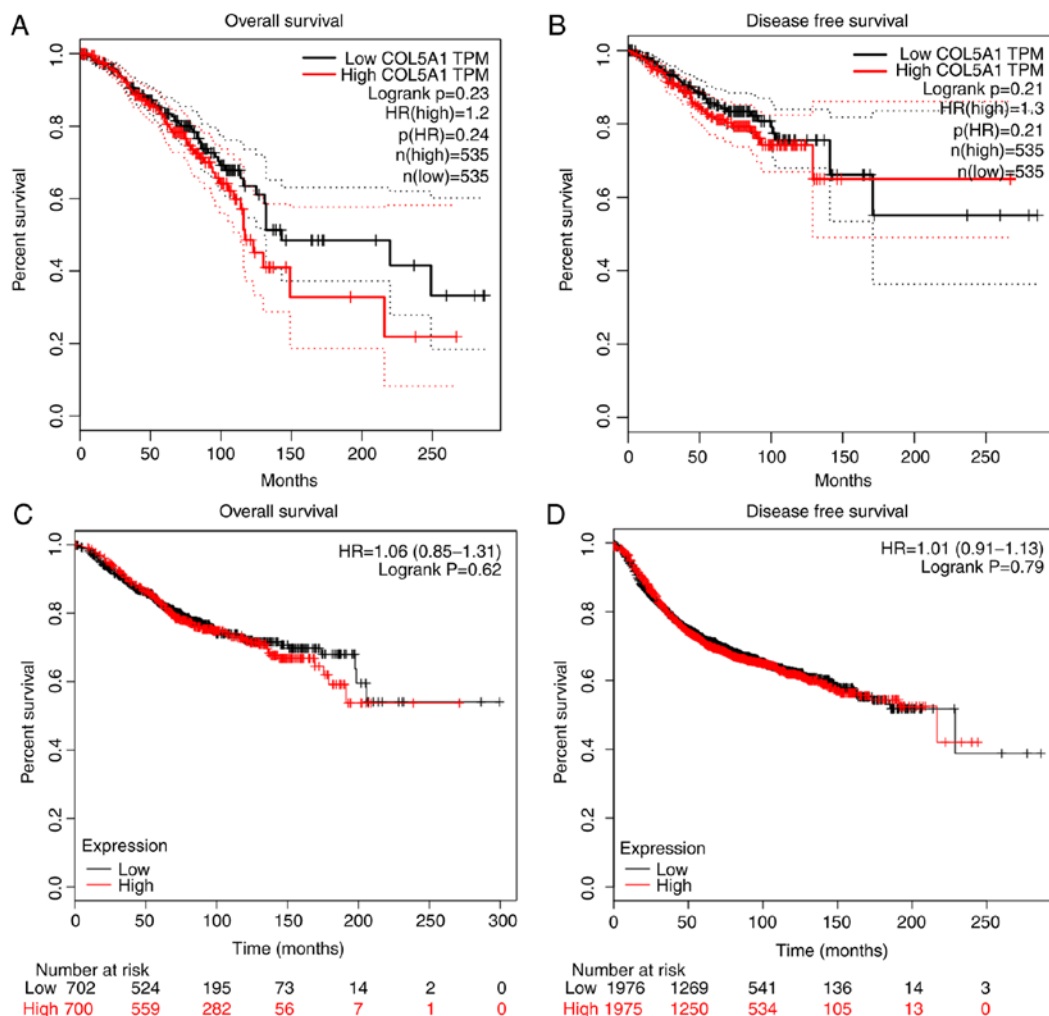 A
Overall survival
Low COL5A1 TPM
High COL5A1 TPM
Logrank p=0.23
HR(high)=1.2
p(HR)=0.24
n(high)=535
n(low)=535
Percent survival
1.0
0.8
0.6
0.4
0.2
0.0
0 50 100 150 200 250
Months
B
Disease free survival
Low COL5A1 TPM
High COL5A1 TPM
Logrank p=0.21
HR(high)=1.3
p(HR)=0.21
n(high)=535
n(low)=535
Percent survival
1.0
0.8
0.6
0.4
0.2
0.0
0 50 100 150 200 250
Months
C
Overall survival
HR=1.06 (0.85–1.31)
Logrank P=0.62
Percent survival
1.0
0.8
0.6
0.4
0.2
0.0
Expression
Low
High
0 50 100 150 200 250 300
Time (months)
Number at risk
Low 702 524 195 73 14 2 0
High 700 559 282 56 7 1 0
D
Disease free survival
HR=1.01 (0.91–1.13)
Logrank P=0.79
Percent survival
1.0
0.8
0.6
0.4
0.2
0.0
Expression
Low
High
0 50 100 150 200 250
Time (months)
Number at risk
Low 1976 1269 541 136 14 3
High 1975 1250 534 105 13 0